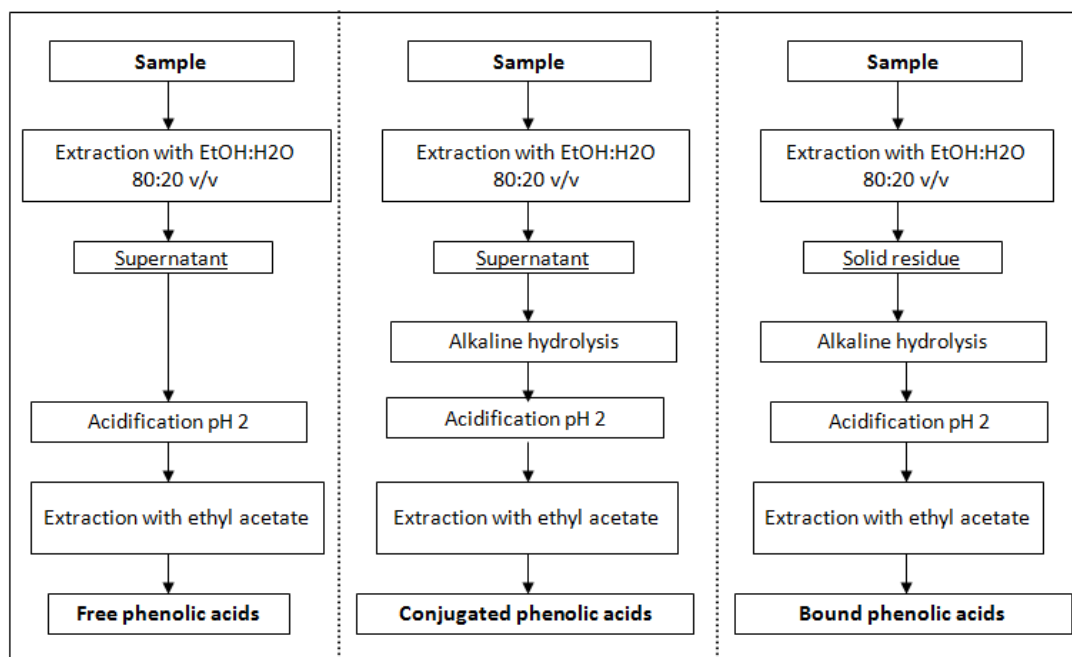 Sample
Extraction with EtOH:H2O
80:20 v/v
Supernatant
Acidification pH 2
Extraction with ethyl acetate
Free phenolic acids
Sample
Extraction with EtOH:H2O
80:20 v/v
Supernatant
Alkaline hydrolysis
Acidification pH 2
Extraction with ethyl acetate
Conjugated phenolic acids
Sample
Extraction with EtOH:H2O
80:20 v/v
Solid residue
Alkaline hydrolysis
Acidification pH 2
Extraction with ethyl acetate
Bound phenolic acids